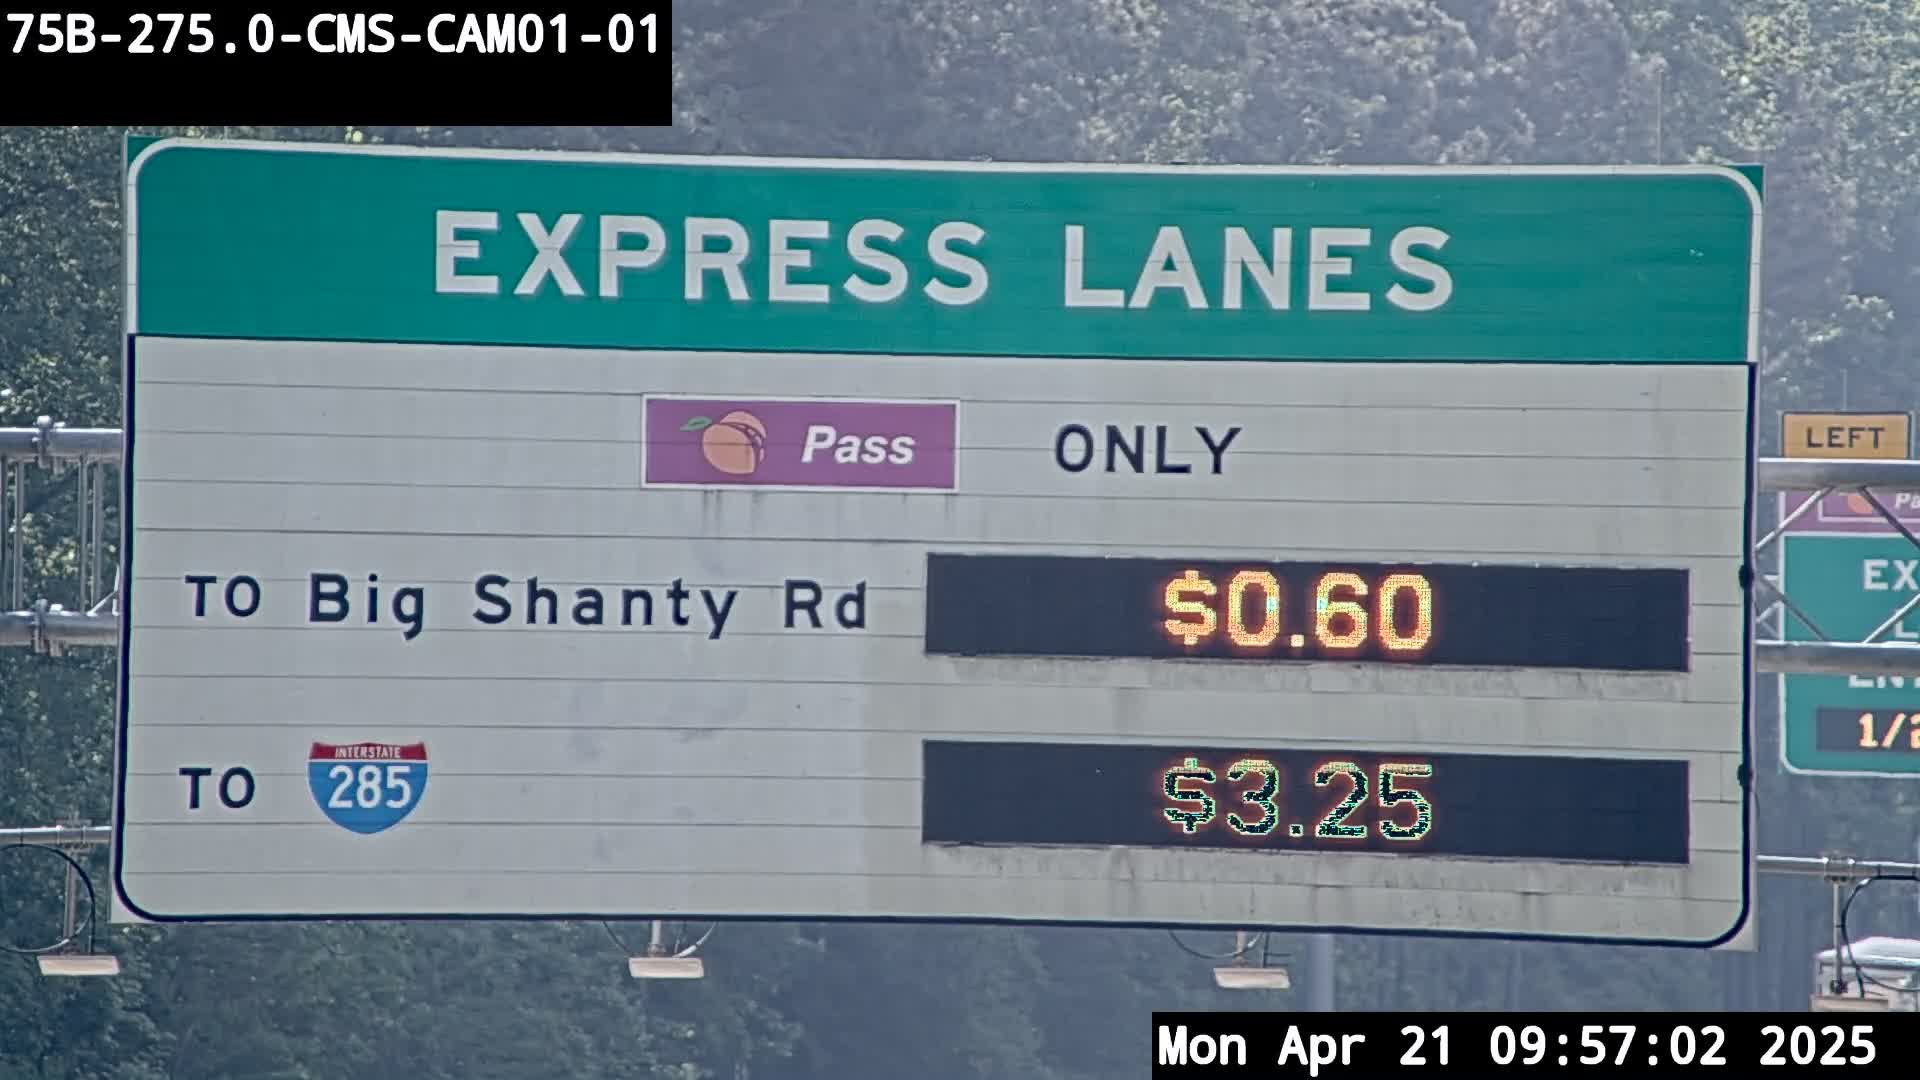 75B-275.0-CMS-CAM01-01
EXPRESS LANES
Pass ONLY
TO Big Shanty Rd $0.60
TO INTERSTATE 285 $3.25
LEFT
Mon Apr 21 09:57:02 2025